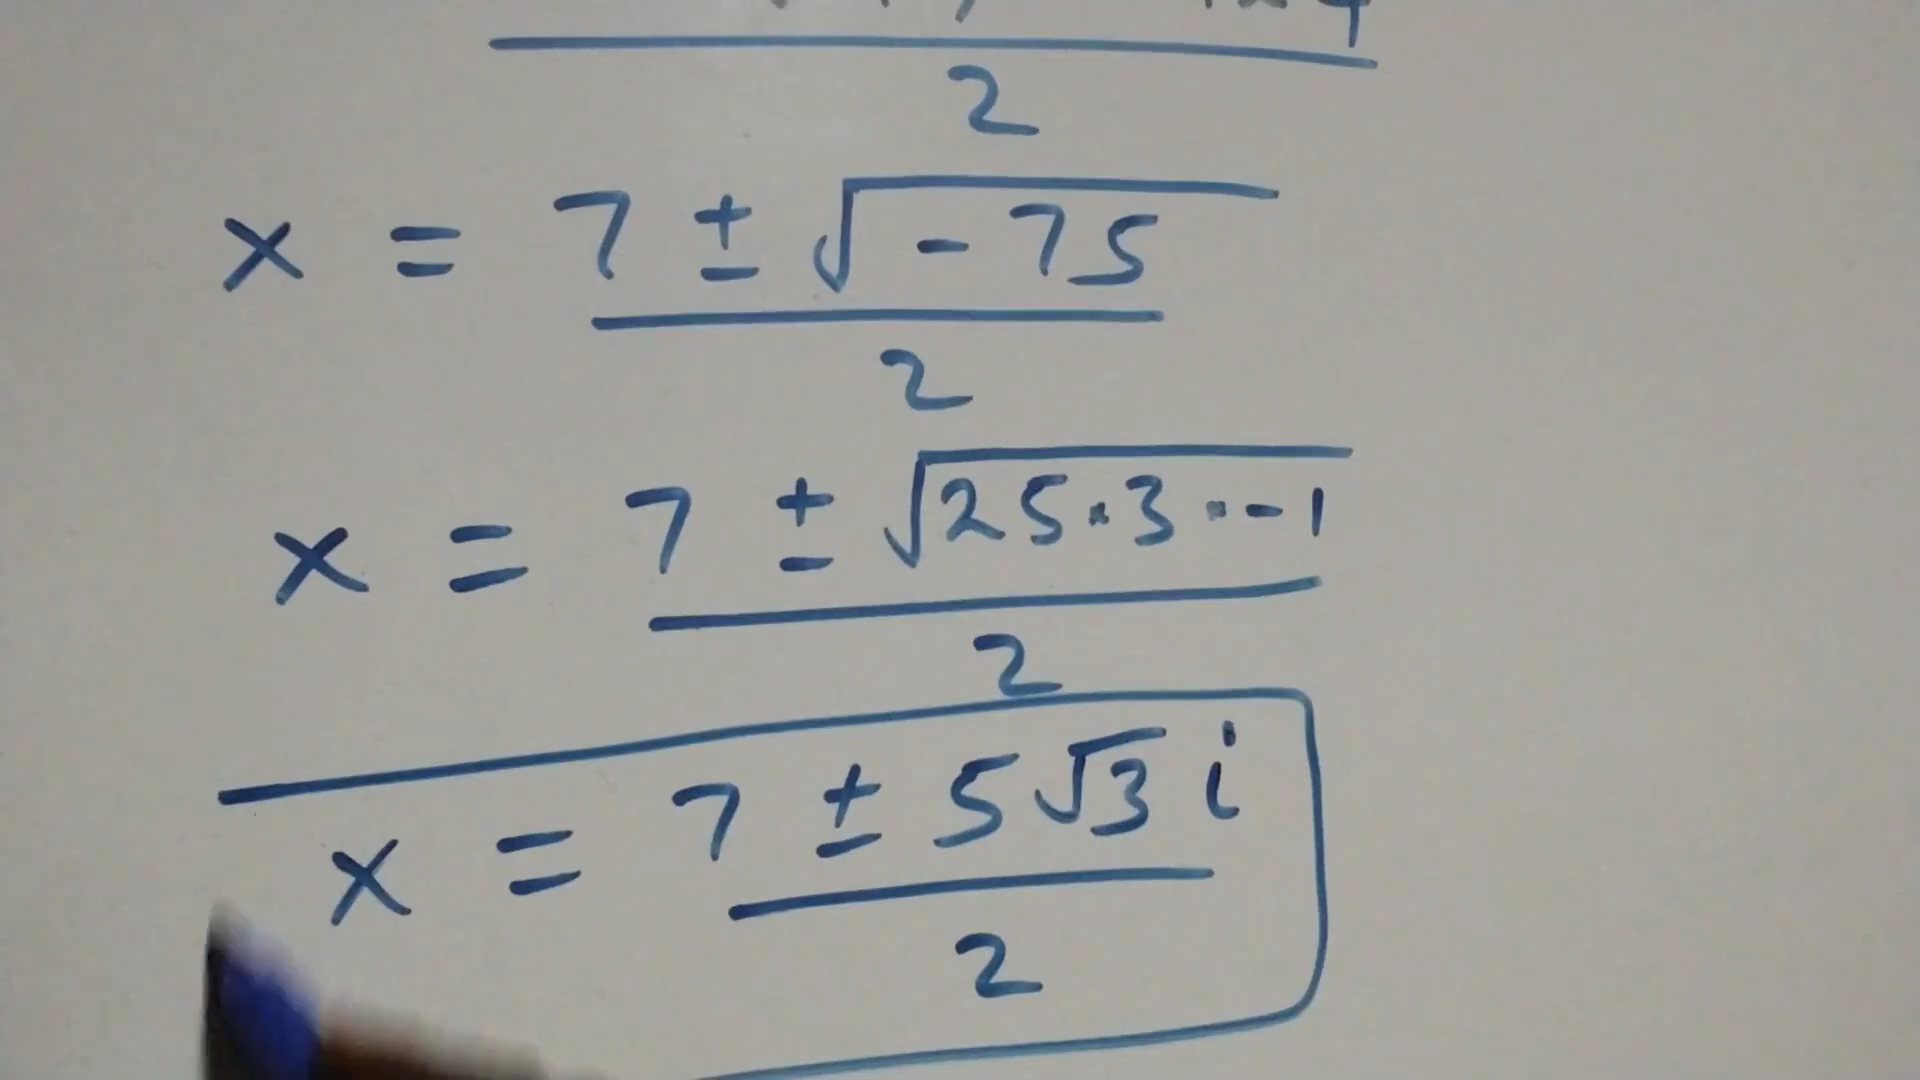 2
x = 7 ± √-75
2
x = 7 ± √25·3·-1
2
x = 7 ± 5√3 i
2